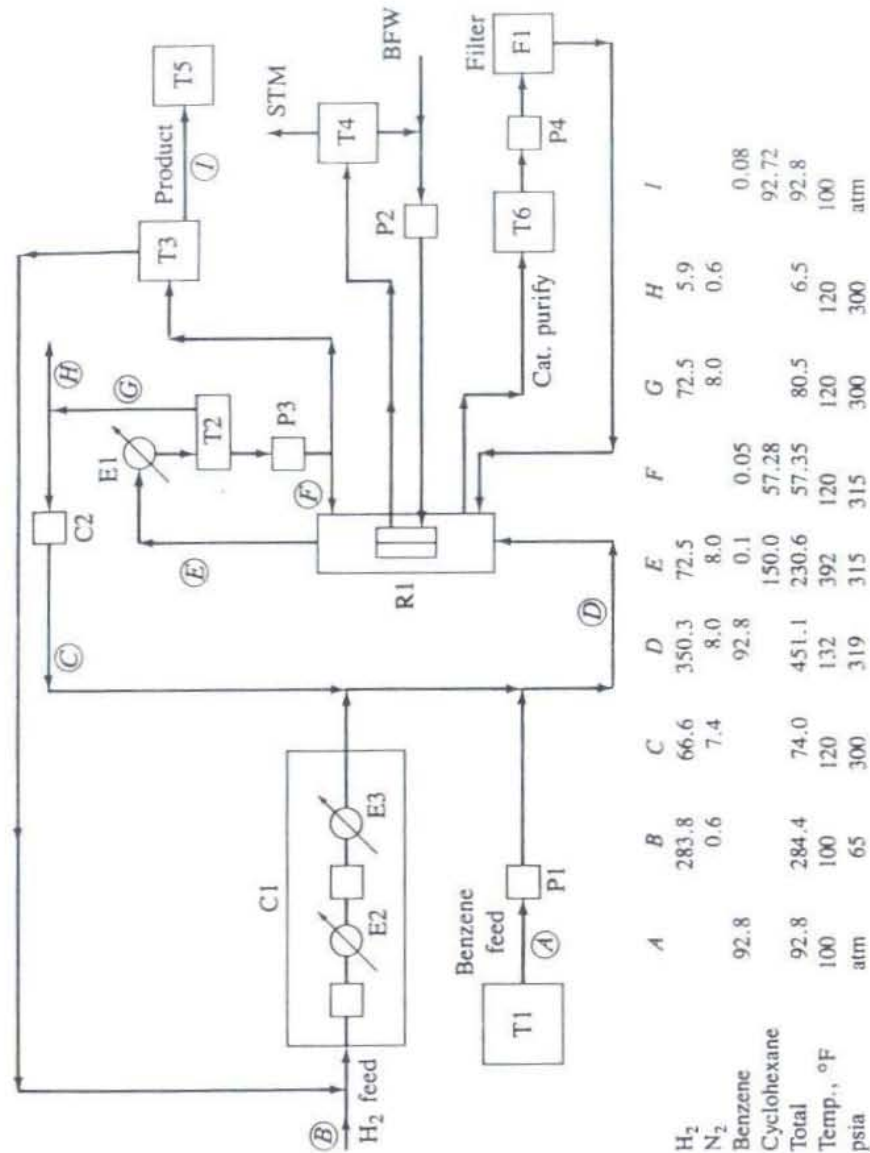 T5
Product
I
T3
STM
T4
BFW
P2
Filter
F1
P4
T6
Cat. purify
H
G
E1
T2
P3
F
C2
E
R1
C
D
C1
E3
E2
Benzene
feed
A
P1
T1
B
H2 feed
A B C D E F G H I
H2 283.8 66.6 350.3 72.5 72.5 5.9
N2 0.6 7.4 8.0 8.0 8.0 0.6
Benzene 92.8 92.8 0.1 0.05 0.08
Cyclohexane 150.0 57.28 92.72
Total 92.8 284.4 74.0 451.1 230.6 57.35 80.5 6.5 92.8
Temp., °F 100 100 120 132 392 120 120 120 100
psia atm 65 300 319 315 315 300 300 atm